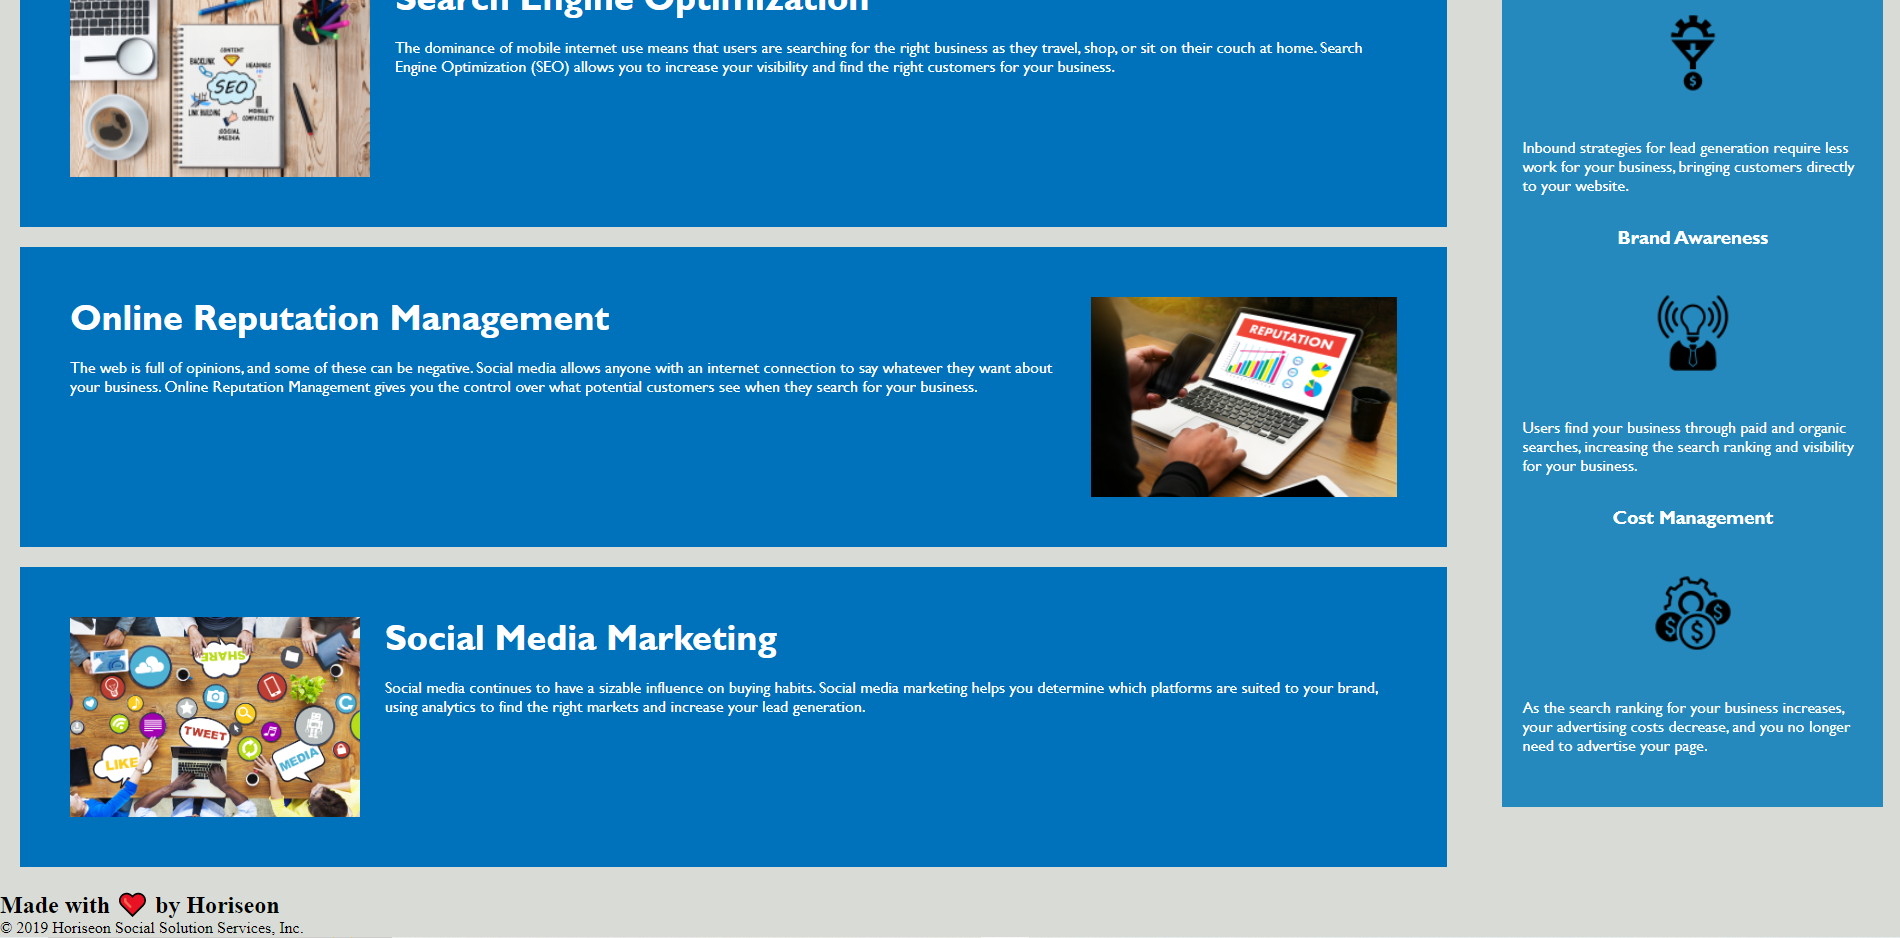 Search Engine Optimization
The dominance of mobile internet use means that users are searching for the right business as they travel, shop, or sit on their couch at home. Search
Engine Optimization (SEO) allows you to increase your visibility and find the right customers for your business.
CONTENT
BACKLINK
HEADINGS
SEO
LINK BUILDING
MOBILE
COMPATIBILITY
SOCIAL
MEDIA
Online Reputation Management
The web is full of opinions, and some of these can be negative. Social media allows anyone with an internet connection to say whatever they want about
your business. Online Reputation Management gives you the control over what potential customers see when they search for your business.
REPUTATION
Social Media Marketing
Social media continues to have a sizable influence on buying habits. Social media marketing helps you determine which platforms are suited to your brand,
using analytics to find the right markets and increase your lead generation.
SHARE
TWEET
LIKE
MEDIA
$
Inbound strategies for lead generation require less
work for your business, bringing customers directly
to your website.
Brand Awareness
Users find your business through paid and organic
searches, increasing the search ranking and visibility
for your business.
Cost Management
$
$
$
As the search ranking for your business increases,
your advertising costs decrease, and you no longer
need to advertise your page.
Made with ❤️ by Horiseon
© 2019 Horiseon Social Solution Services, Inc.